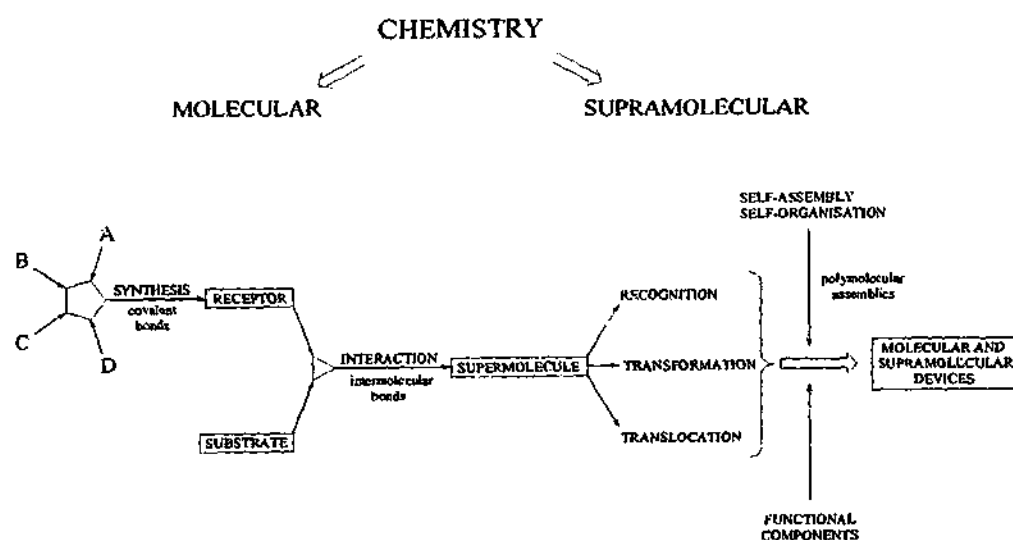 CHEMISTRY
MOLECULAR
SUPRAMOLECULAR
SELF-ASSEMBLY
SELF-ORGANISATION
A
B
C
D
SYNTHESIS
covalent
bonds
RECEPTOR
SUBSTRATE
INTERACTION
intermolecular
bonds
SUPERMOLECULE
RECOGNITION
TRANSFORMATION
TRANSLOCATION
polymolecular
assemblies
MOLECULAR AND
SUPRAMOLECULAR
DEVICES
FUNCTIONAL
COMPONENTS